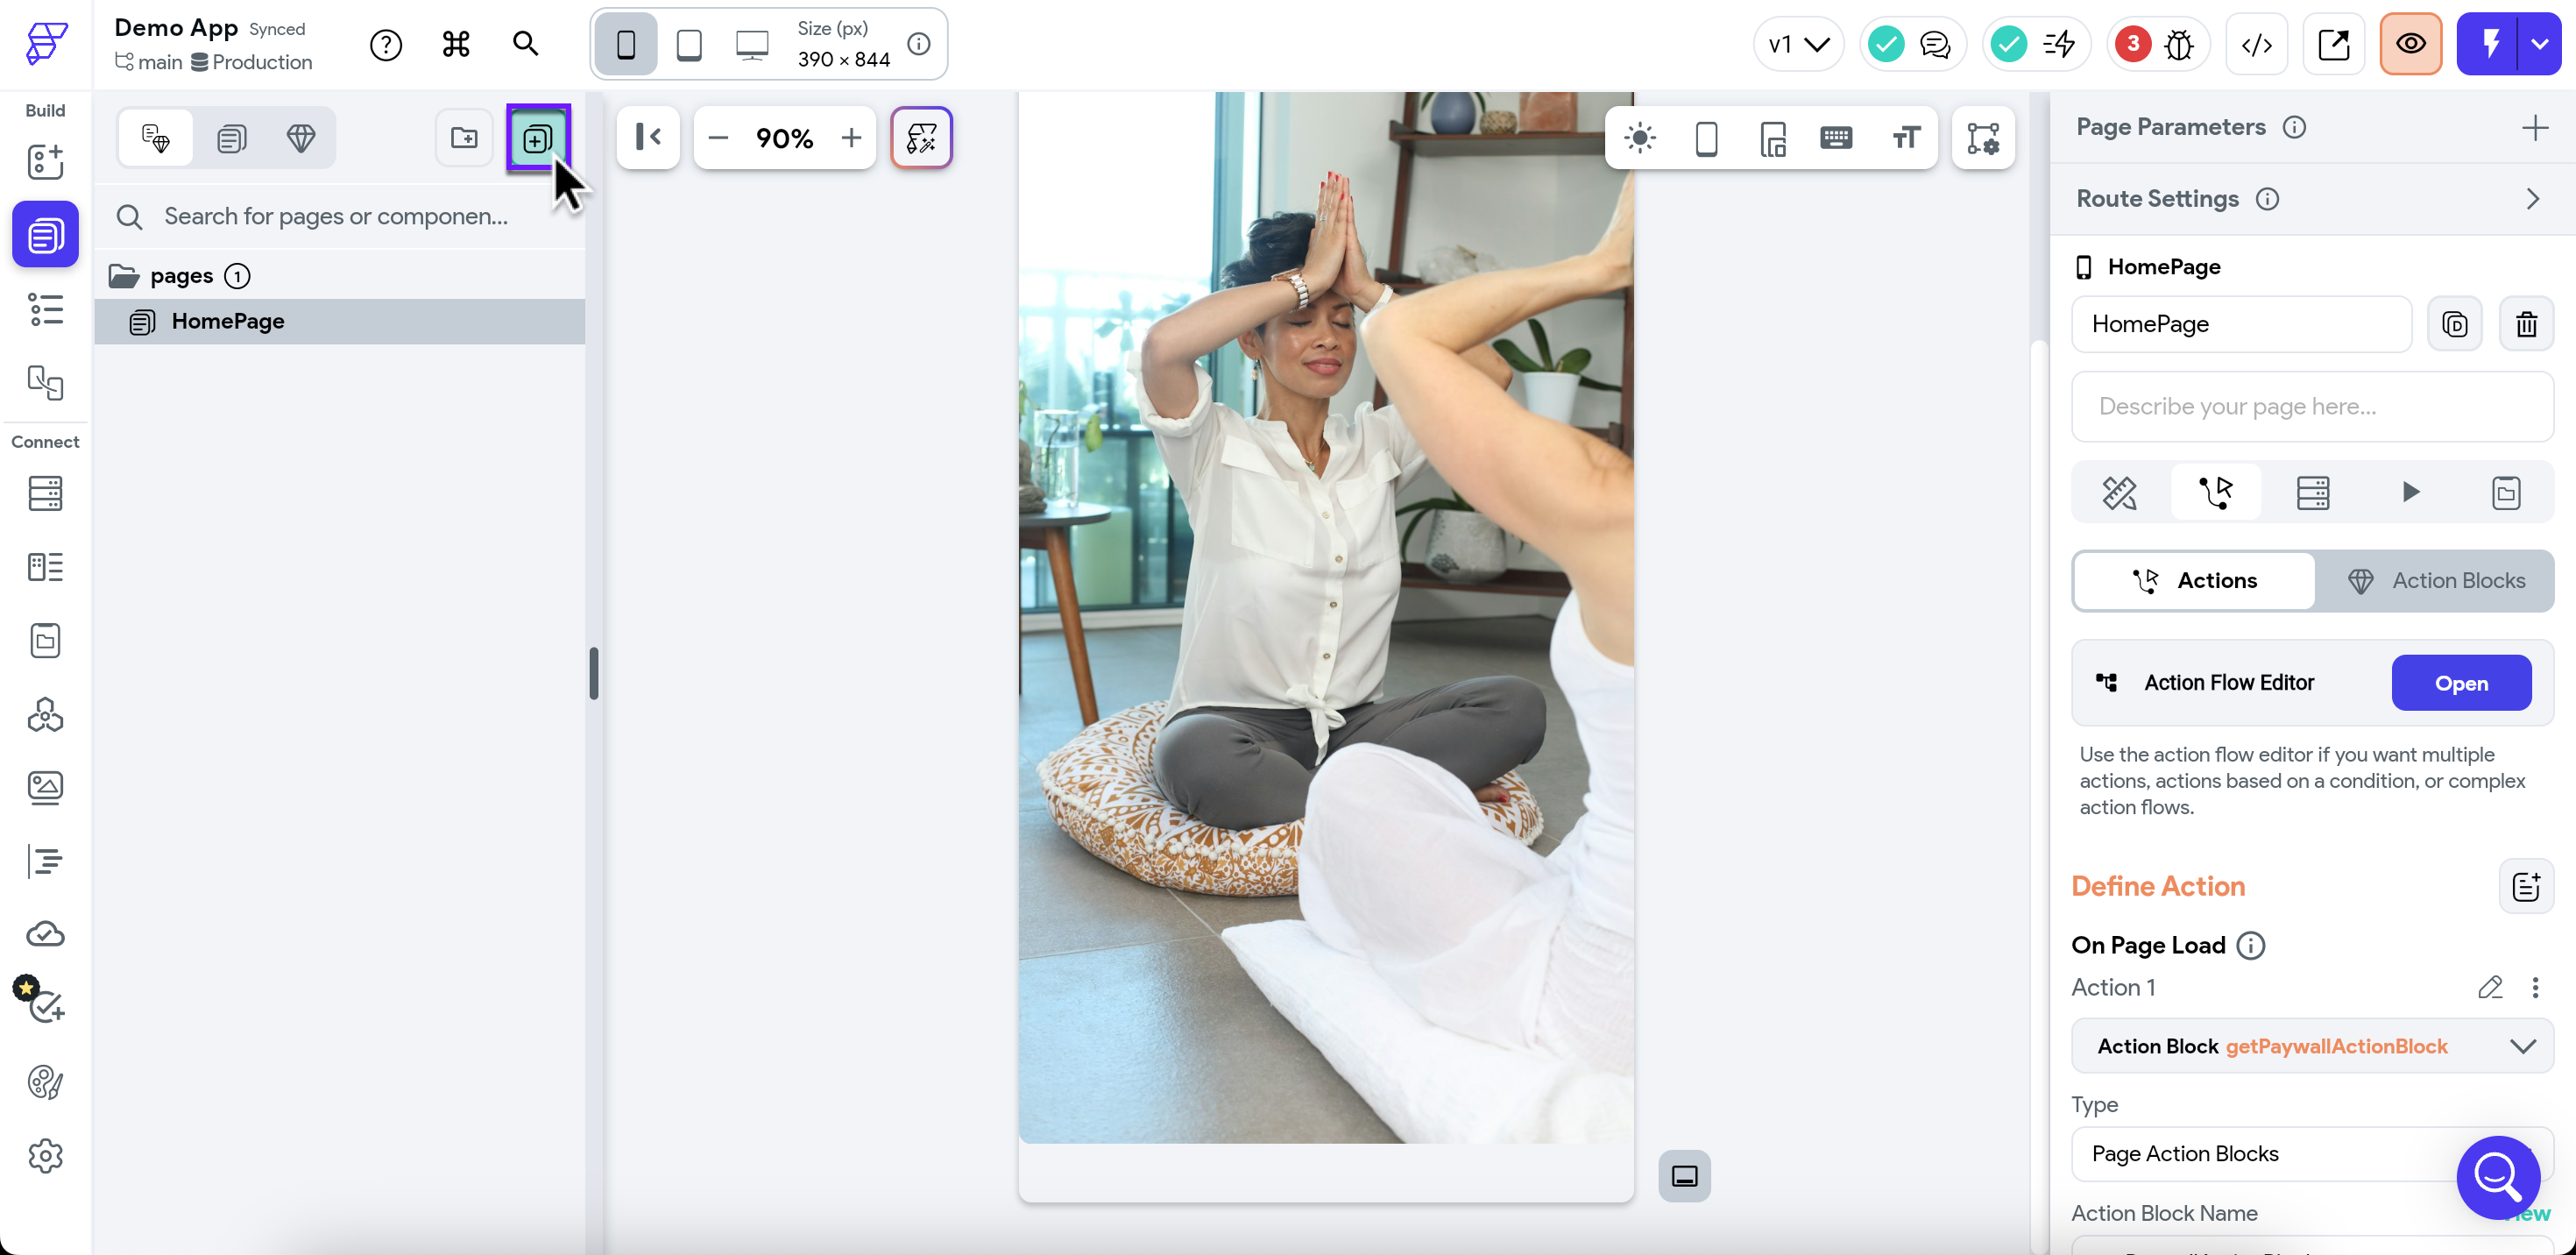 Demo App Synced
main Production
Size (px)
390 × 844
v1
3
Build
Connect
90%
Search for pages or componen...
pages 1
HomePage
Page Parameters
Route Settings
HomePage
HomePage
Describe your page here...
Actions
Action Blocks
Action Flow Editor
Open
Use the action flow editor if you want multiple
actions, actions based on a condition, or complex
action flows.
Define Action
On Page Load
Action 1
Action Block getPaywallActionBlock
Type
Page Action Blocks
Action Block Name